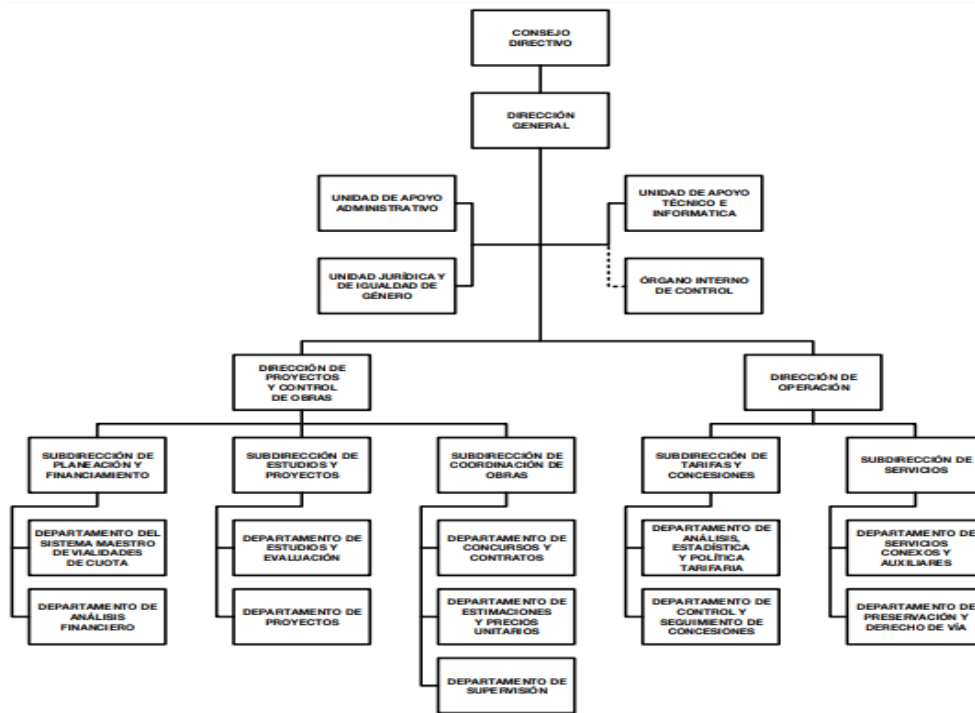 CONSEJO
DIRECTIVO
DIRECCIÓN
GENERAL
UNIDAD DE APOYO
ADMINISTRATIVO
UNIDAD DE APOYO
TÉCNICO E
INFORMATICA
UNIDAD JURÍDICA Y
DE IGUALDAD DE
GÉNERO
ÓRGANO INTERNO
DE CONTROL
DIRECCIÓN DE
PROYECTOS
Y CONTROL
DE OBRAS
DIRECCIÓN DE
OPERACIÓN
SUBDIRECCIÓN DE
PLANEACIÓN Y
FINANCIAMIENTO
SUBDIRECCIÓN DE
ESTUDIOS Y
PROYECTOS
SUBDIRECCIÓN DE
COORDINACIÓN DE
OBRAS
SUBDIRECCIÓN DE
TARIFAS Y
CONCESIONES
SUBDIRECCIÓN DE
SERVICIOS
DEPARTAMENTO DEL
SISTEMA MAESTRO
DE VIALIDADES
DE CUOTA
DEPARTAMENTO DE
ESTUDIOS Y
EVALUACIÓN
DEPARTAMENTO DE
CONCURSOS Y
CONTRATOS
DEPARTAMENTO DE
ANÁLISIS,
ESTADÍSTICA
Y POLÍTICA
TARIFARIA
DEPARTAMENTO DE
SERVICIOS
CONEXOS Y
AUXILIARES
DEPARTAMENTO DE
ANÁLISIS
FINANCIERO
DEPARTAMENTO DE
PROYECTOS
DEPARTAMENTO DE
ESTIMACIONES
Y PRECIOS
UNITARIOS
DEPARTAMENTO DE
CONTROL Y
SEGUIMIENTO DE
CONCESIONES
DEPARTAMENTO DE
PRESERVACIÓN Y
DERECHO DE VÍA
DEPARTAMENTO DE
SUPERVISIÓN